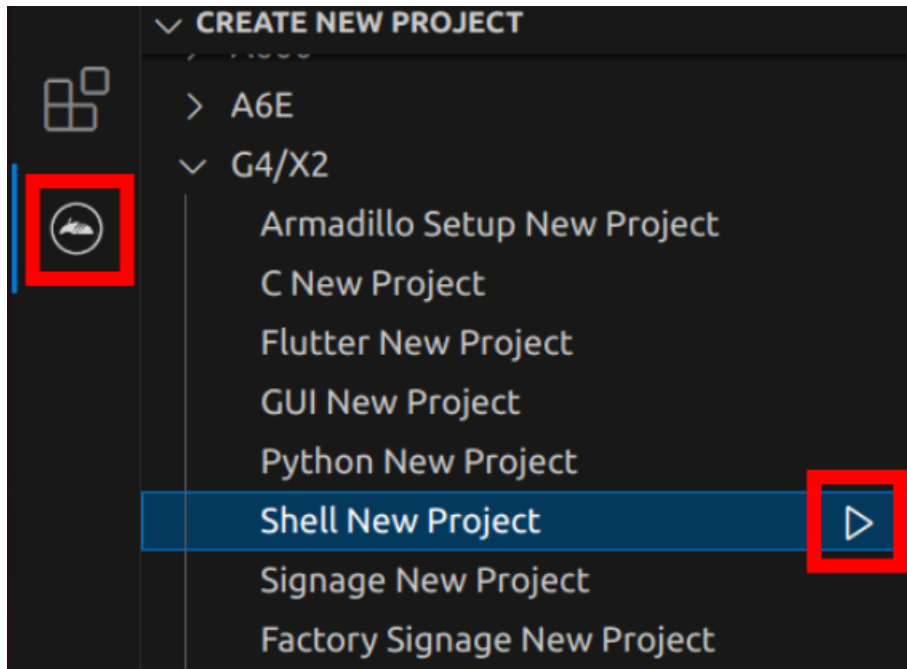 CREATE NEW PROJECT
A6E
G4/X2
Armadillo Setup New Project
C New Project
Flutter New Project
GUI New Project
Python New Project
Shell New Project
Signage New Project
Factory Signage New Project